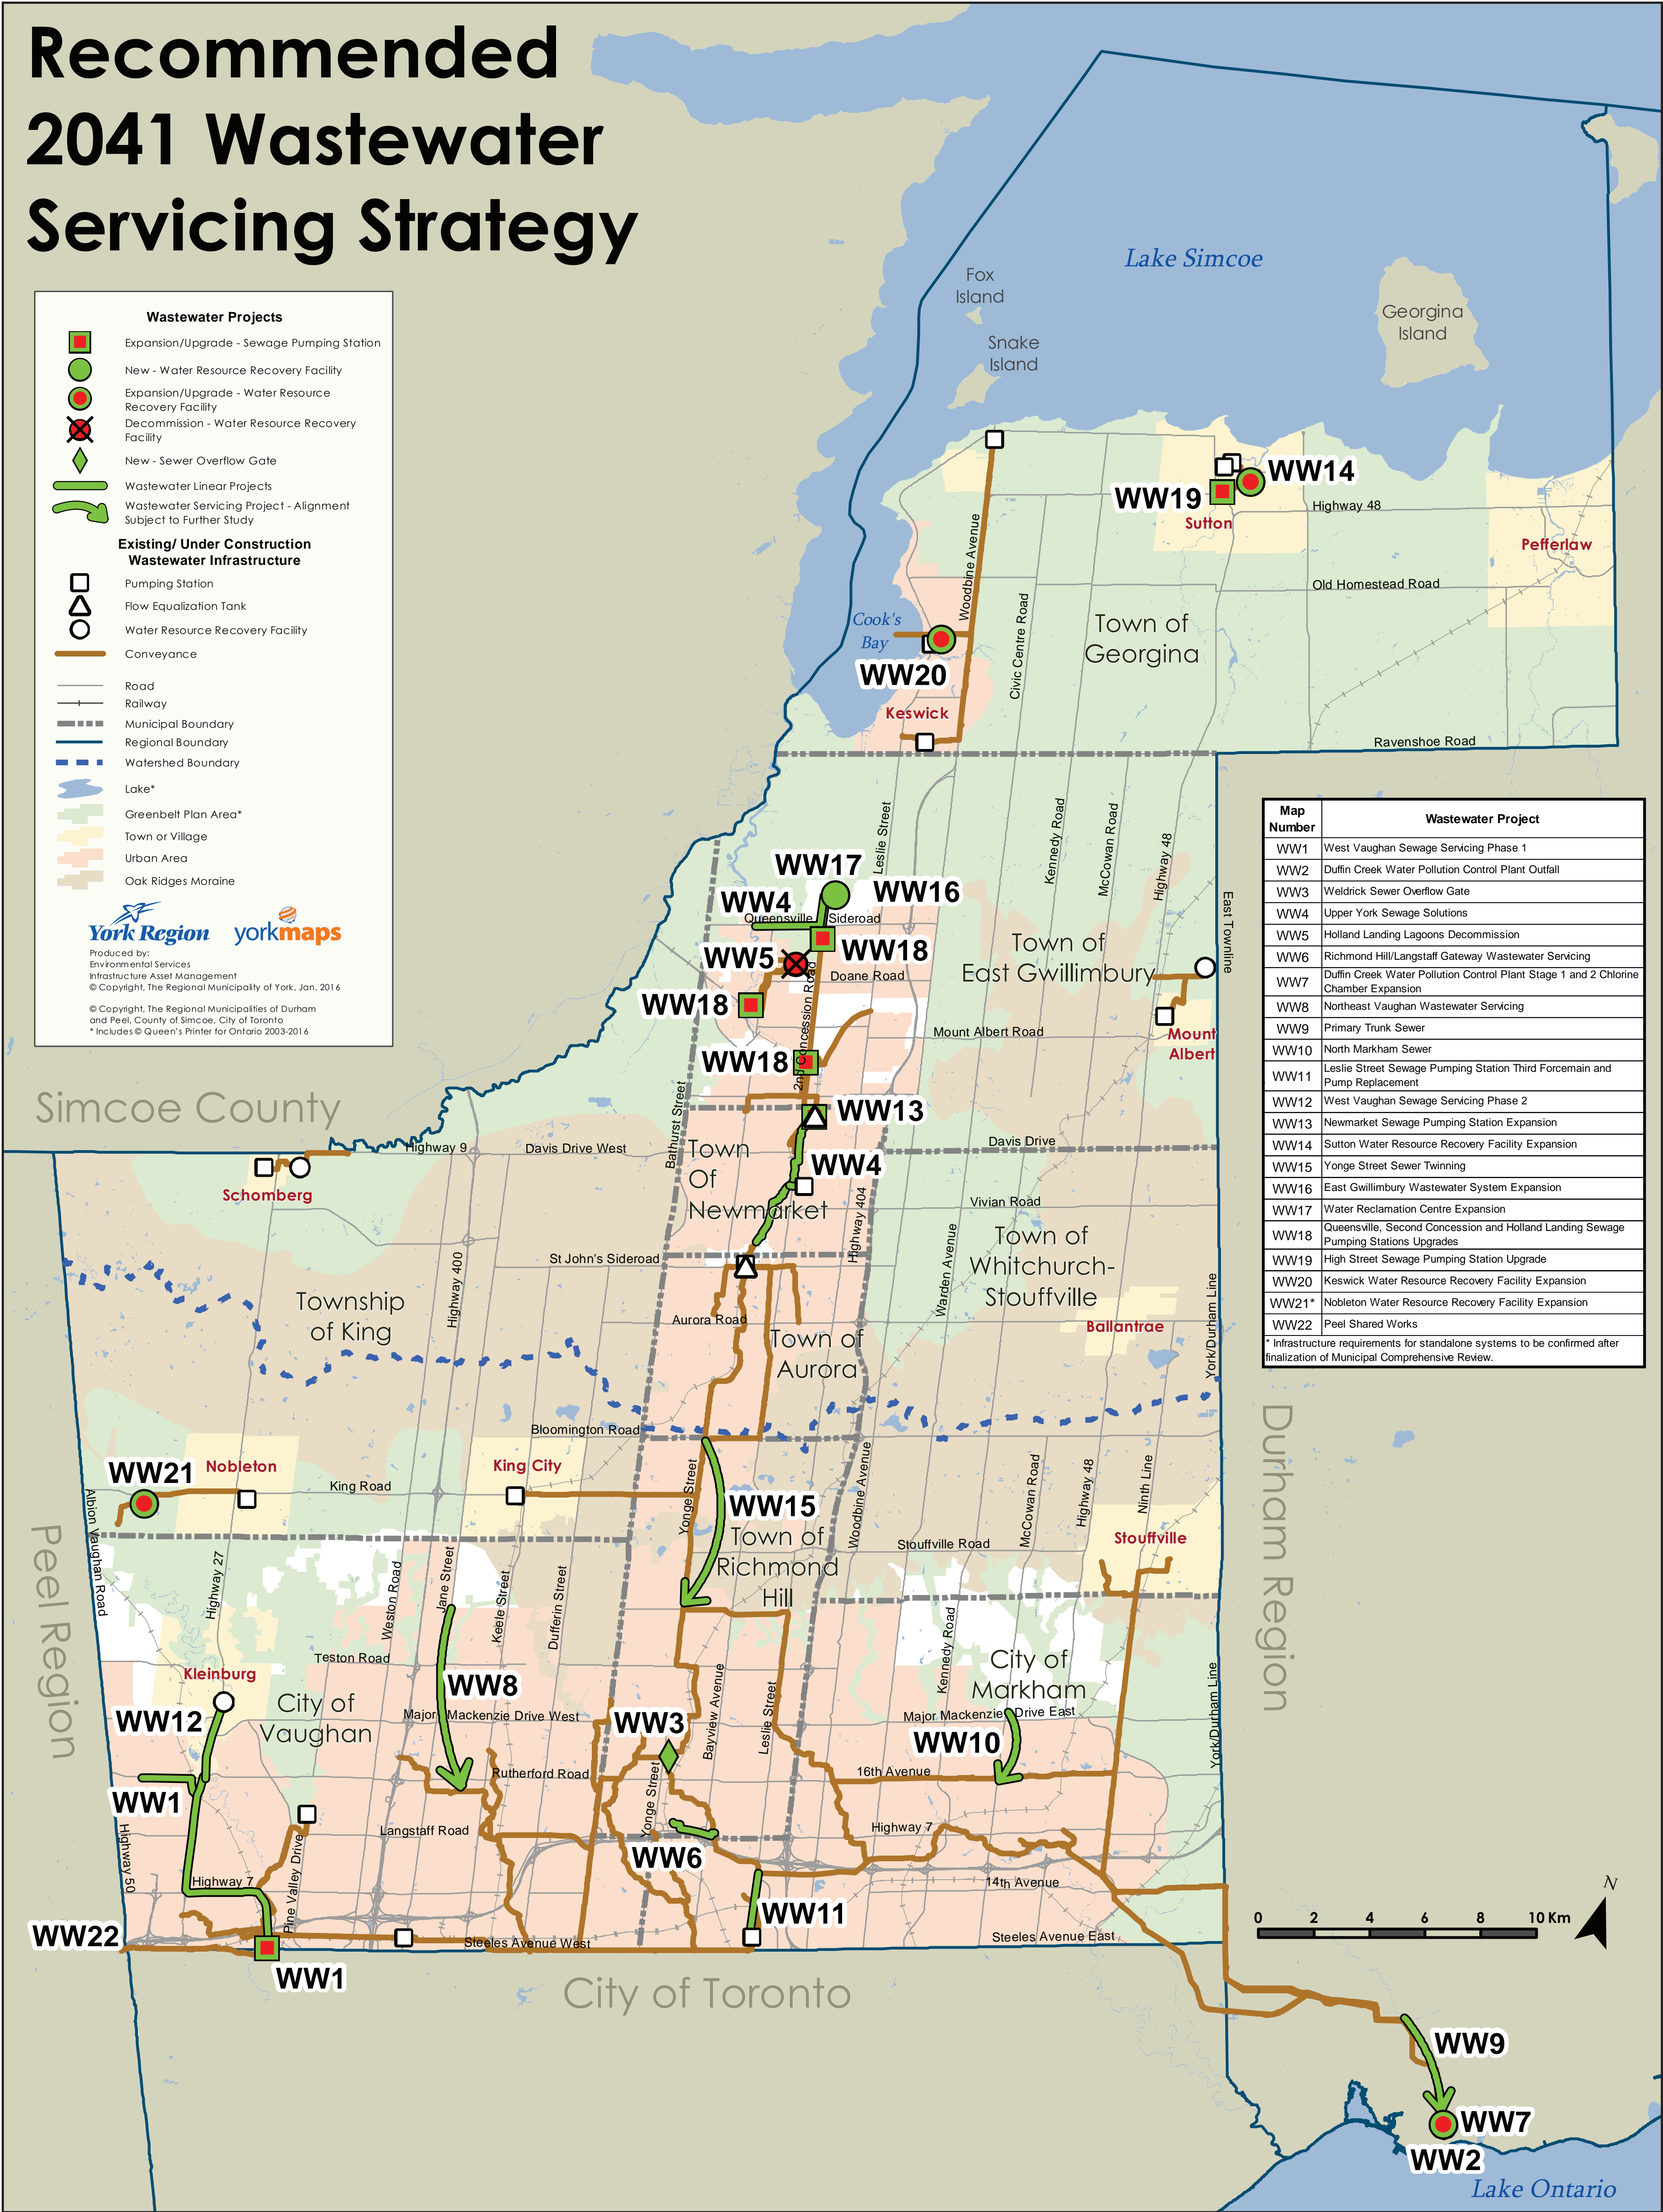 Recommended
2041 Wastewater
Servicing Strategy
Wastewater Projects
Expansion/Upgrade - Sewage Pumping Station
New - Water Resource Recovery Facility
Expansion/Upgrade - Water Resource
Recovery Facility
Decommission - Water Resource Recovery
Facility
New - Sewer Overflow Gate
Wastewater Linear Projects
Wastewater Servicing Project - Alignment
Subject to Further Study
Existing/ Under Construction
Wastewater Infrastructure
Pumping Station
Flow Equalization Tank
Water Resource Recovery Facility
Conveyance
Road
Railway
Municipal Boundary
Regional Boundary
Watershed Boundary
Lake*
Greenbelt Plan Area*
Town or Village
Urban Area
Oak Ridges Moraine
York Region
yorkmaps
Produced by:
Environmental Services
Infrastructure Asset Management
© Copyright, The Regional Municipality of York, Jan. 2016
© Copyright, The Regional Municipalities of Durham
and Peel, County of Simcoe, City of Toronto
* Includes © Queen's Printer for Ontario 2003-2016
Lake Simcoe
Fox
Island
Snake
Island
Georgina
Island
WW14
WW19
Sutton
Highway 48
Pefferlaw
Old Homestead Road
Woodbine Avenue
Civic Centre Road
Cook's
Bay
Town of
Georgina
WW20
Keswick
Ravenshoe Road
Leslie Street
Kennedy Road
McCowan Road
Highway 48
East Townline
WW17
WW4
WW16
Queensville Sideroad
WW5
WW18
Doane Road
Town of
East Gwillimbury
WW18
2nd Concession Road
Mount Albert Road
Mount
Albert
WW18
WW13
Bathurst Street
Davis Drive
Simcoe County
Highway 9
Davis Drive West
Town
Of
Newmarket
WW4
Schomberg
Vivian Road
Highway 404
Town of
Whitchurch-
Stouffville
St John's Sideroad
Highway 400
Warden Avenue
Township
of King
Aurora Road
Town of
Aurora
Ballantrae
York/Durham Line
Bloomington Road
WW21
Nobleton
King City
King Road
Yonge Street
WW15
Town of
Richmond
Hill
Woodbine Avenue
Stouffville Road
McCowan Road
Highway 48
Ninth Line
Stouffville
Durham Region
Peel Region
Albion Vaughan Road
Highway 27
Weston Road
Jane Street
Keele Street
Dufferin Street
Teston Road
Kleinburg
City of
Vaughan
WW12
WW8
Major Mackenzie Drive West
WW3
Bayview Avenue
Leslie Street
Kennedy Road
City of
Markham
Major Mackenzie Drive East
WW10
York/Durham Line
WW1
Rutherford Road
Yonge Street
16th Avenue
Langstaff Road
Highway 7
Highway 50
Highway 7
Pine Valley Drive
WW6
14th Avenue
WW11
WW22
Steeles Avenue West
Steeles Avenue East
WW1
City of Toronto
WW9
WW7
WW2
Lake Ontario
N
0 2 4 6 8 10 Km
Map
Number Wastewater Project
WW1 West Vaughan Sewage Servicing Phase 1
WW2 Duffin Creek Water Pollution Control Plant Outfall
WW3 Weldrick Sewer Overflow Gate
WW4 Upper York Sewage Solutions
WW5 Holland Landing Lagoons Decommission
WW6 Richmond Hill/Langstaff Gateway Wastewater Servicing
WW7 Duffin Creek Water Pollution Control Plant Stage 1 and 2 Chlorine
Chamber Expansion
WW8 Northeast Vaughan Wastewater Servicing
WW9 Primary Trunk Sewer
WW10 North Markham Sewer
WW11 Leslie Street Sewage Pumping Station Third Forcemain and
Pump Replacement
WW12 West Vaughan Sewage Servicing Phase 2
WW13 Newmarket Sewage Pumping Station Expansion
WW14 Sutton Water Resource Recovery Facility Expansion
WW15 Yonge Street Sewer Twinning
WW16 East Gwillimbury Wastewater System Expansion
WW17 Water Reclamation Centre Expansion
WW18 Queensville, Second Concession and Holland Landing Sewage
Pumping Stations Upgrades
WW19 High Street Sewage Pumping Station Upgrade
WW20 Keswick Water Resource Recovery Facility Expansion
WW21* Nobleton Water Resource Recovery Facility Expansion
WW22 Peel Shared Works
* Infrastructure requirements for standalone systems to be confirmed after
finalization of Municipal Comprehensive Review.